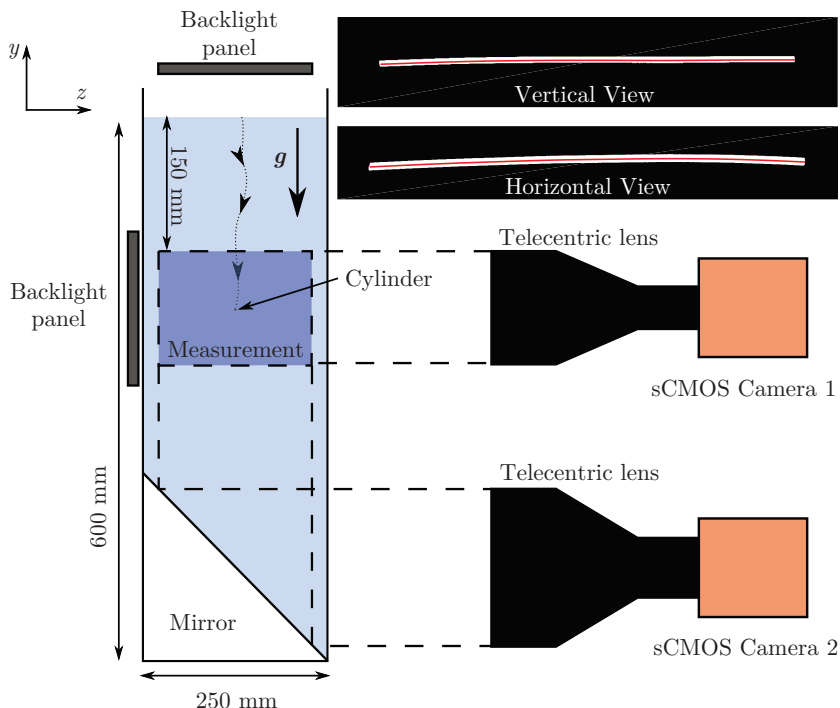 Backlight
panel
y
z
Vertical View
150 mm
g
Horizontal View
Telecentric lens
Backlight
panel
Cylinder
Measurement
sCMOS Camera 1
Telecentric lens
600 mm
Mirror
sCMOS Camera 2
250 mm